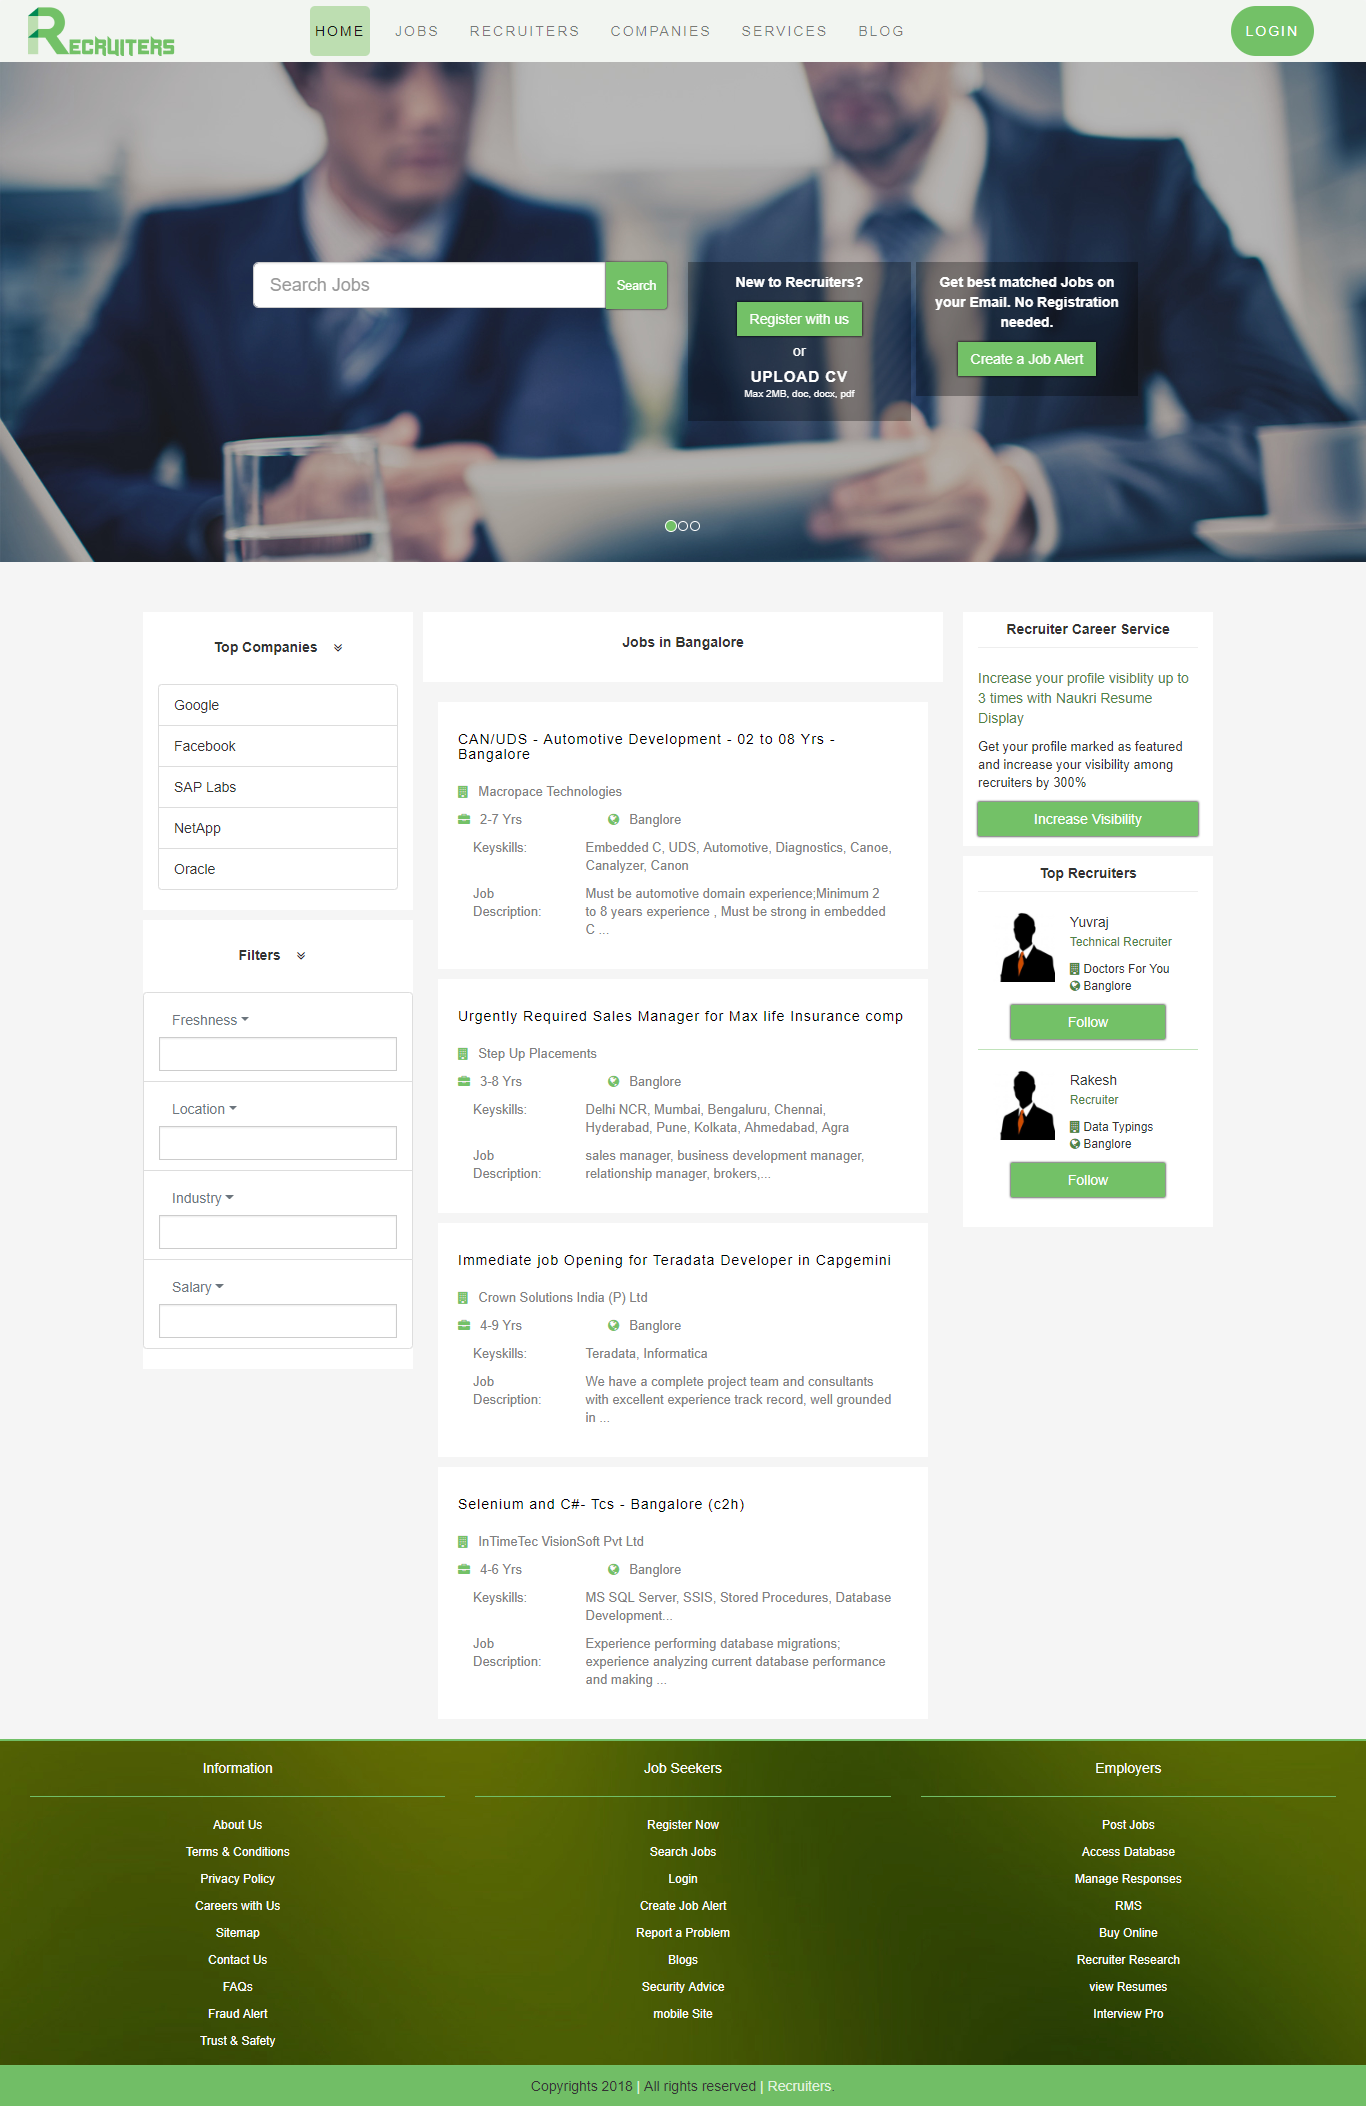 RECRUITERS
HOME
JOBS
RECRUITERS
COMPANIES
SERVICES
BLOG
LOGIN
Search Jobs
Search
New to Recruiters?
Register with us
or
UPLOAD CV
Max 2MB, doc, docx, pdf
Get best matched Jobs on
your Email. No Registration
needed.
Create a Job Alert
Top Companies
Google
Facebook
SAP Labs
NetApp
Oracle
Filters
Freshness
Location
Industry
Salary
Jobs in Bangalore
CAN/UDS - Automotive Development - 02 to 08 Yrs -
Bangalore
Macropace Technologies
2-7 Yrs
Banglore
Keyskills:
Embedded C, UDS, Automotive, Diagnostics, Canoe,
Canalyzer, Canon
Job
Description:
Must be automotive domain experience;Minimum 2
to 8 years experience , Must be strong in embedded
C ...
Urgently Required Sales Manager for Max life Insurance comp
Step Up Placements
3-8 Yrs
Banglore
Keyskills:
Delhi NCR, Mumbai, Bengaluru, Chennai,
Hyderabad, Pune, Kolkata, Ahmedabad, Agra
Job
Description:
sales manager, business development manager,
relationship manager, brokers,...
Immediate job Opening for Teradata Developer in Capgemini
Crown Solutions India (P) Ltd
4-9 Yrs
Banglore
Keyskills:
Teradata, Informatica
Job
Description:
We have a complete project team and consultants
with excellent experience track record, well grounded
in ...
Selenium and C#- Tcs - Bangalore (c2h)
InTimeTec VisionSoft Pvt Ltd
4-6 Yrs
Banglore
Keyskills:
MS SQL Server, SSIS, Stored Procedures, Database
Development...
Job
Description:
Experience performing database migrations;
experience analyzing current database performance
and making ...
Recruiter Career Service
Increase your profile visiblity up to
3 times with Naukri Resume
Display
Get your profile marked as featured
and increase your visibility among
recruiters by 300%
Increase Visibility
Top Recruiters
Yuvraj
Technical Recruiter
Doctors For You
Banglore
Follow
Rakesh
Recruiter
Data Typings
Banglore
Follow
Information
About Us
Terms & Conditions
Privacy Policy
Careers with Us
Sitemap
Contact Us
FAQs
Fraud Alert
Trust & Safety
Job Seekers
Register Now
Search Jobs
Login
Create Job Alert
Report a Problem
Blogs
Security Advice
mobile Site
Employers
Post Jobs
Access Database
Manage Responses
RMS
Buy Online
Recruiter Research
view Resumes
Interview Pro
Copyrights 2018 | All rights reserved | Recruiters.